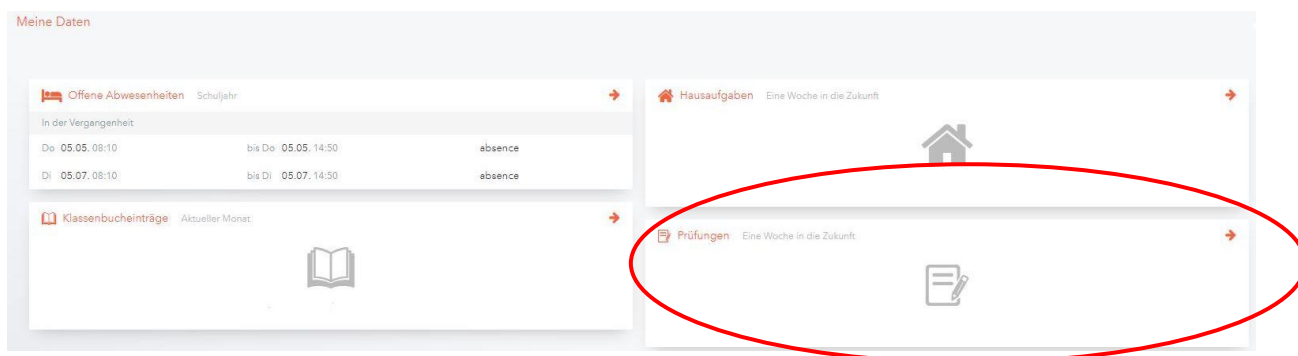 Meine Daten
Offene Abwesenheiten Schuljahr
In der Vergangenheit
Do 05.05. 08:10 bis Do 05.05. 14:50 absence
Di 05.07. 08:10 bis Di 05.07. 14:50 absence
Klassenbucheinträge Aktueller Monat
Hausaufgaben Eine Woche in die Zukunft
Prüfungen Eine Woche in die Zukunft